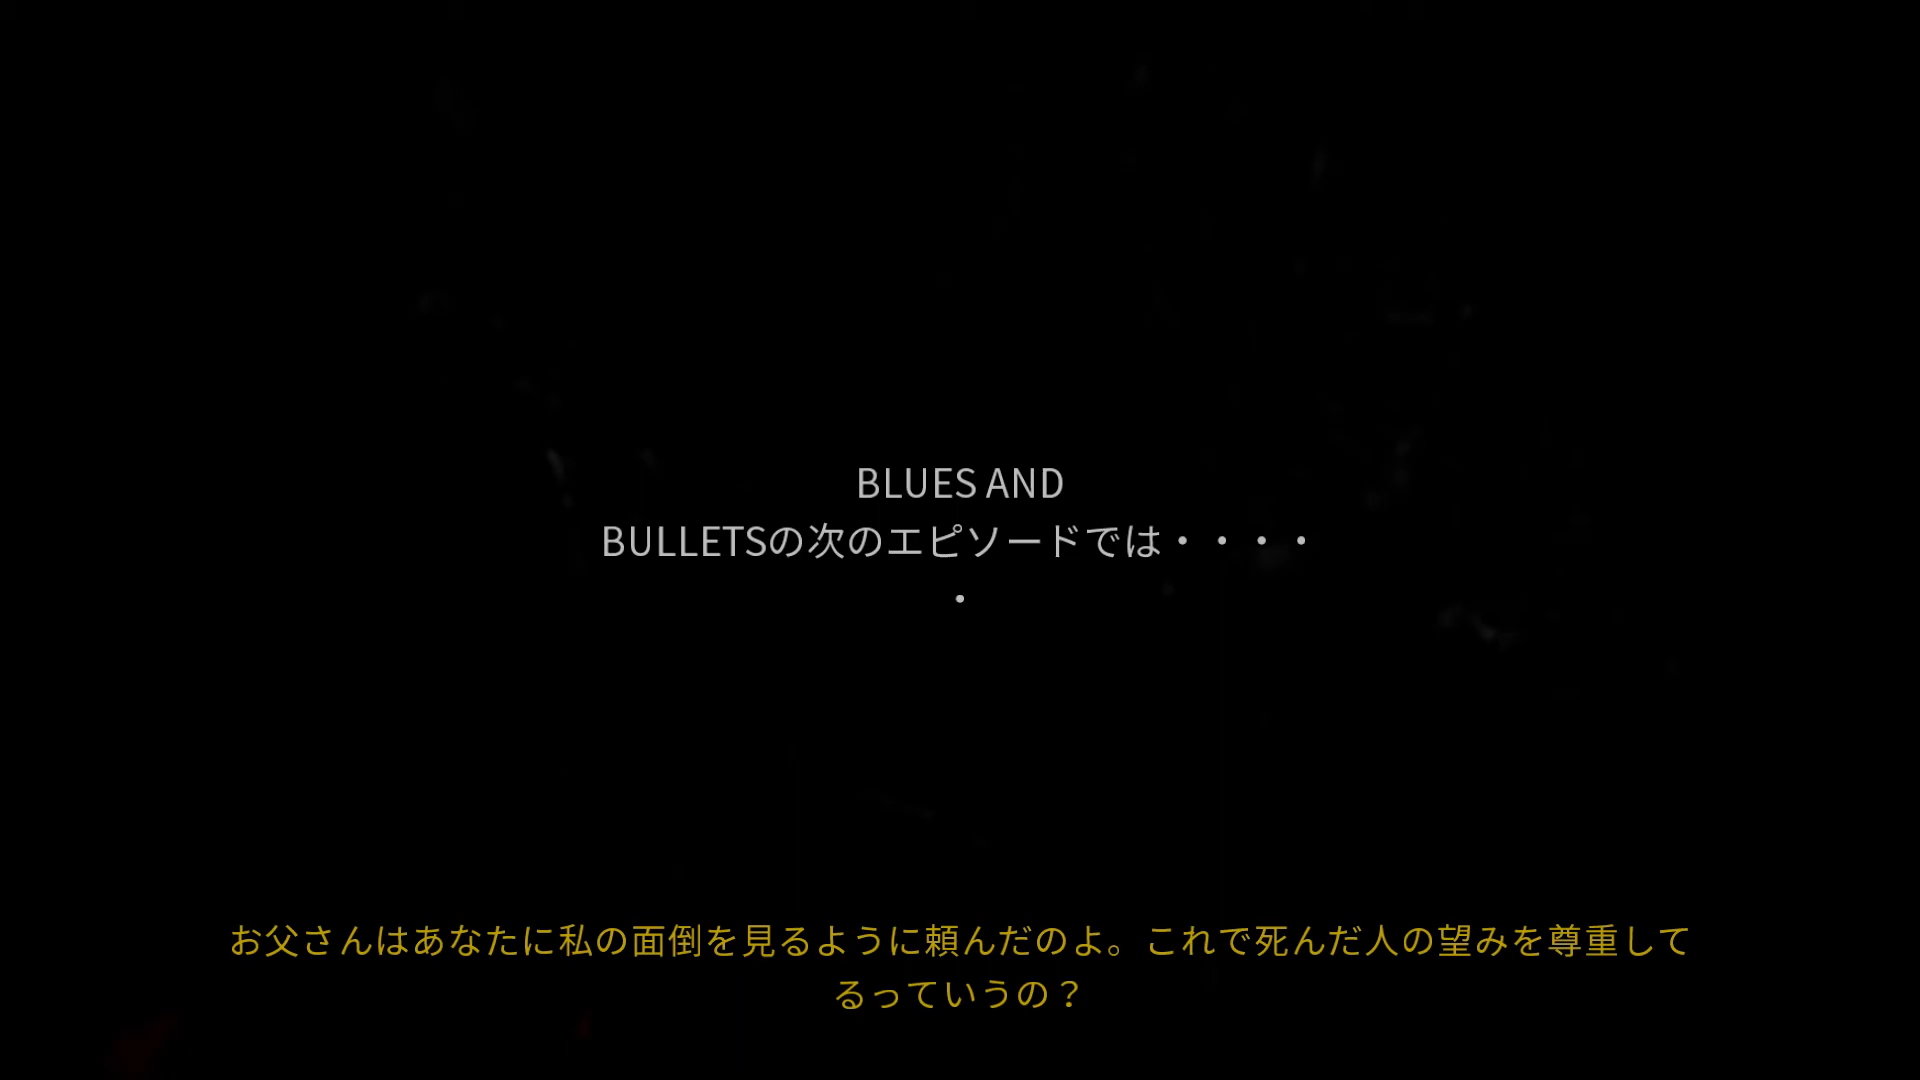 BLUES AND
BULLETSの次のエピソードでは・・・・
・
お父さんはあなたに私の面倒を見るように頼んだのよ。これで死んだ人の望みを尊重して
るっていうの？